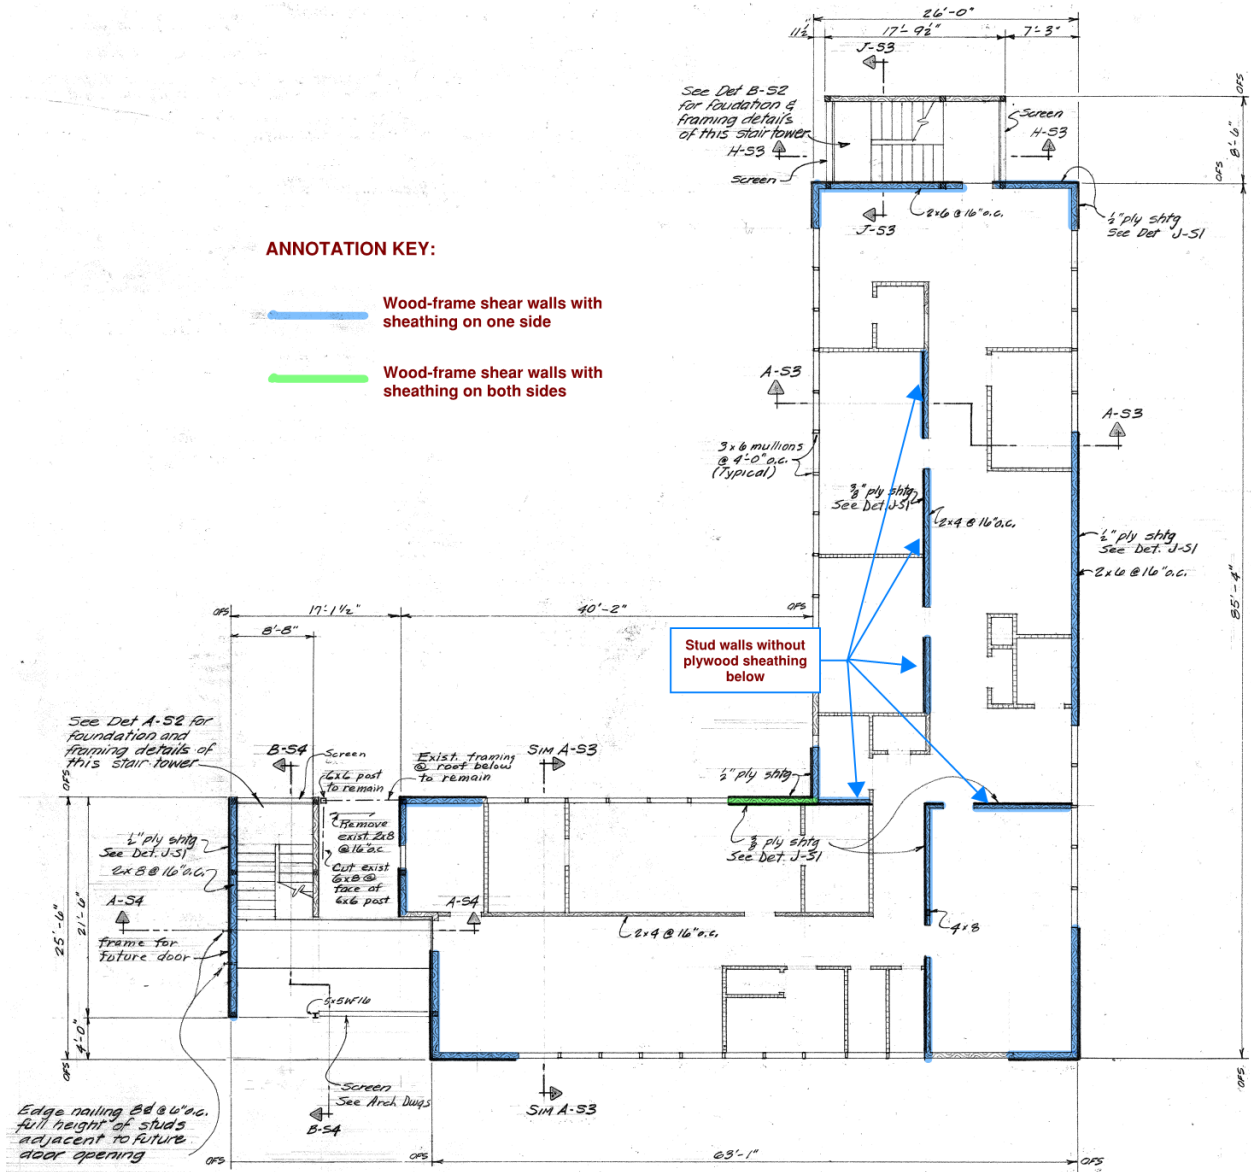 26'-0"
11½"
17'-9½"
7'-3"
J-S3
OFS
See Det B-S2
for foudation &
framing details
of this stair tower
Screen
H-S3
H-S3
8'-6"
Screen
OFS
2x6 @ 16" o.c.
½" ply shtg
See Det J-S1
J-S3
ANNOTATION KEY:
Wood-frame shear walls with
sheathing on one side
Wood-frame shear walls with
sheathing on both sides
A-S3
A-S3
3x6 mullions
@ 4'-0" o.c.
(Typical)
⅜" ply shtg
See Det. J-S1
2x4 @ 16" o.c.
½" ply shtg
See Det. J-S1
2x6 @ 16" o.c.
85'-4"
OFS
17'-1½"
40'-2"
OFS
8'-8"
Stud walls without
plywood sheathing
below
See Det A-S2 for
foundation and
framing details of
this stair tower
B-S4
Screen
6x6 post
to remain
Exist. framing
@ roof below
to remain
SIM A-S3
½" ply shtg
OFS
Remove
exist 2x8
@ 16" o.c
Cut exist
6x8 @
face of
6x6 post
½" ply shtg
See Det. J-S1
2x8 @ 16" o.c.
⅜ ply shtg
See Det. J-S1
A-S4
A-S4
frame for
future door
25'-6"
21'-6"
2x4 @ 16" o.c.
4x8
5x5WF16
4'-0"
OFS
Screen
See Arch Dwgs
SIM A-S3
B-S4
Edge nailing 8d @ 6" o.c.
full height of studs
adjacent to future
door opening
OFS
OFS
63'-1"
OFS
OFS